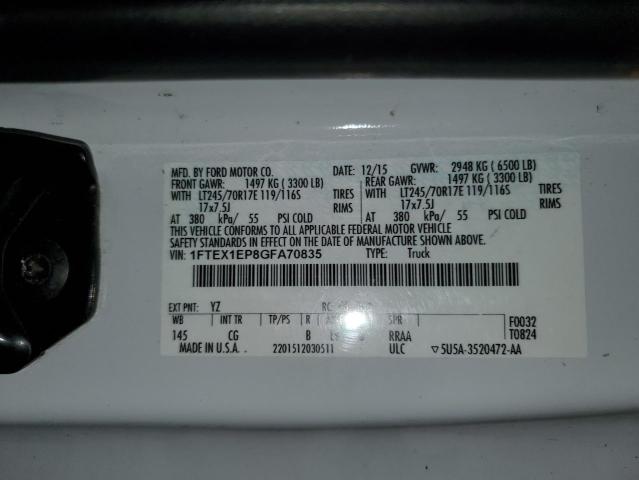 MFD. BY FORD MOTOR CO. DATE: 12/15 GVWR: 2948 KG ( 6500 LB)
FRONT GAWR: 1497 KG ( 3300 LB) REAR GAWR: 1497 KG ( 3300 LB)
LT245/70R17E 119/116S TIRES WITH LT245/70R17E 119/116S TIRES
17x7.5J RIMS 17x7.5J RIMS
AT 380 kPa/ 55 PSI COLD AT 380 kPa/ 55 PSI COLD
THIS VEHICLE CONFORMS TO ALL APPLICABLE FEDERAL MOTOR VEHICLE
SAFETY STANDARDS IN EFFECT ON THE DATE OF MANUFACTURE SHOWN ABOVE.
VIN: 1FTEX1EP8GFA70835 TYPE: Truck
EXT PNT: YZ
WB INT TR TP/PS R SPR F0032
145 CG B RRAA T0824
MADE IN U.S.A. 2201512030511 ULC ▽5U5A-3520472-AA